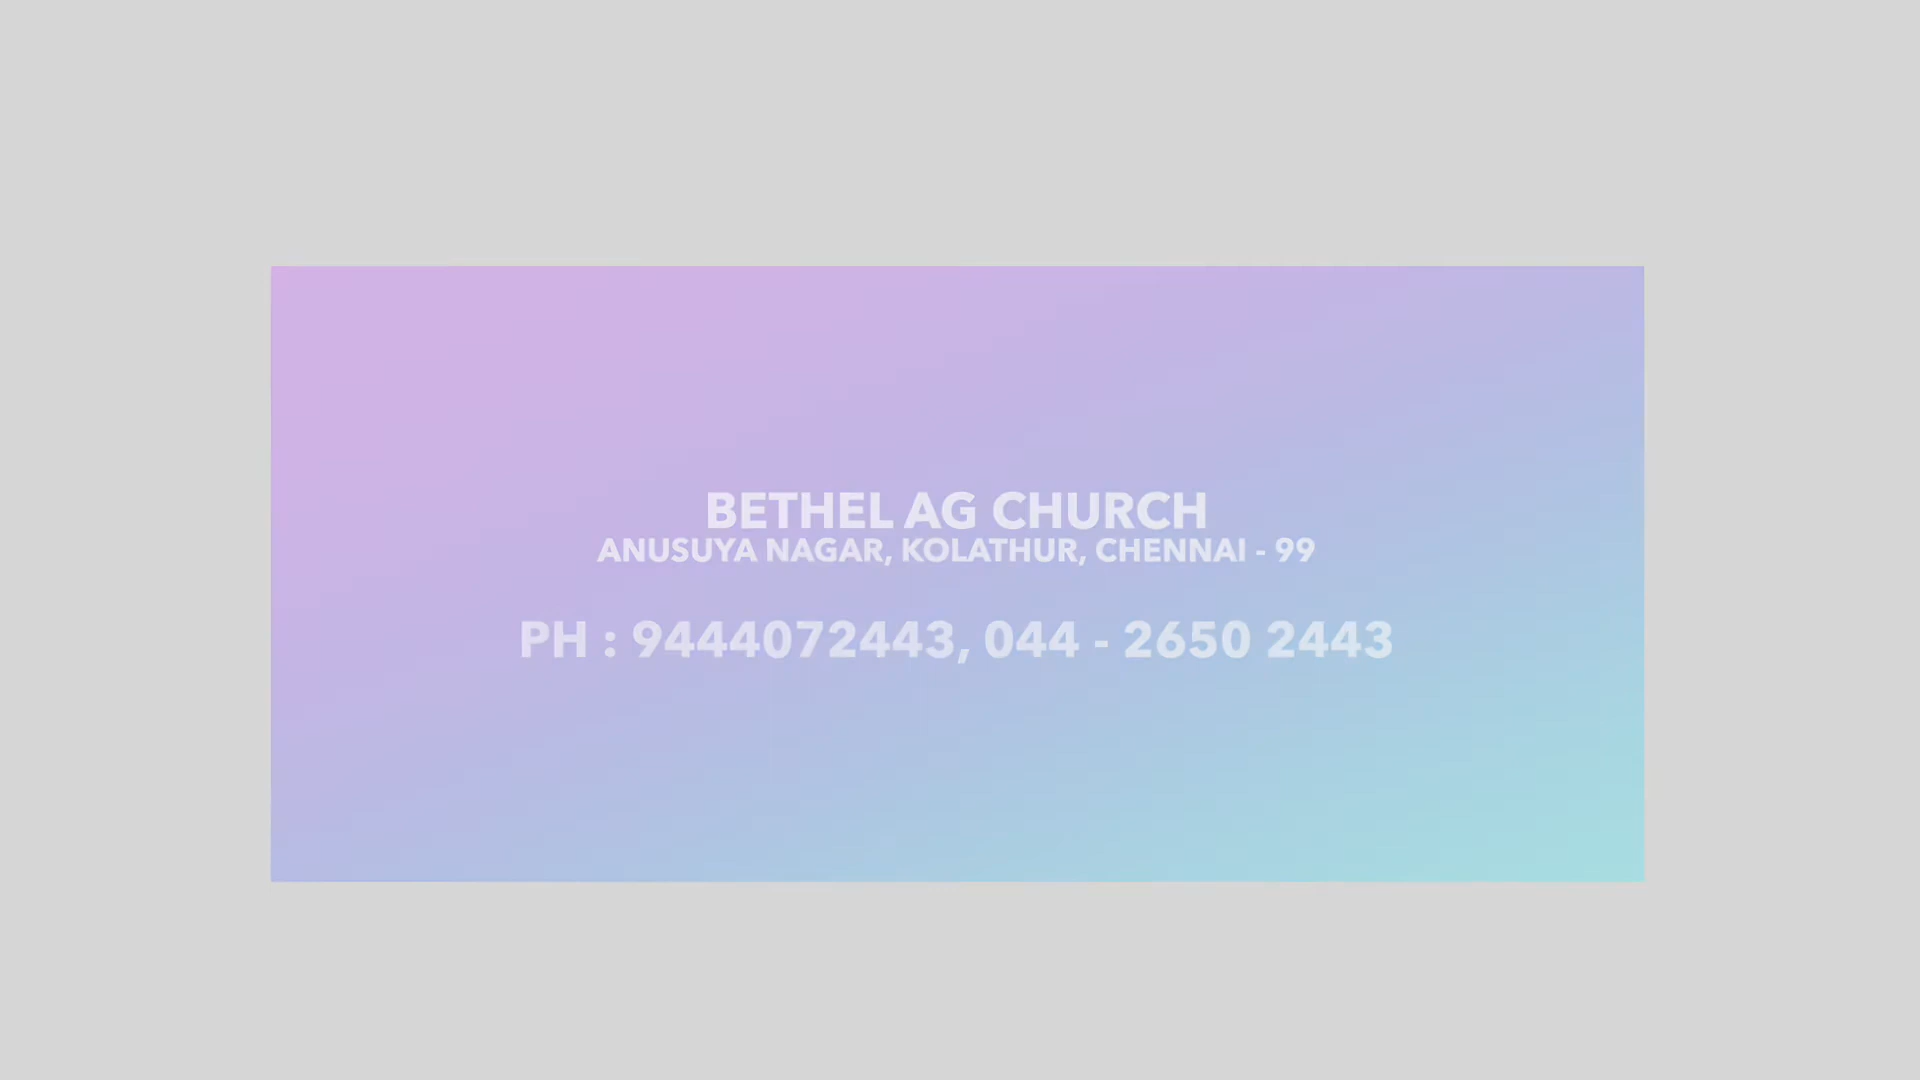 BETHEL AG CHURCH
ANUSUYA NAGAR, KOLATHUR, CHENNAI - 99
PH : 9444072443, 044 - 2650 2443